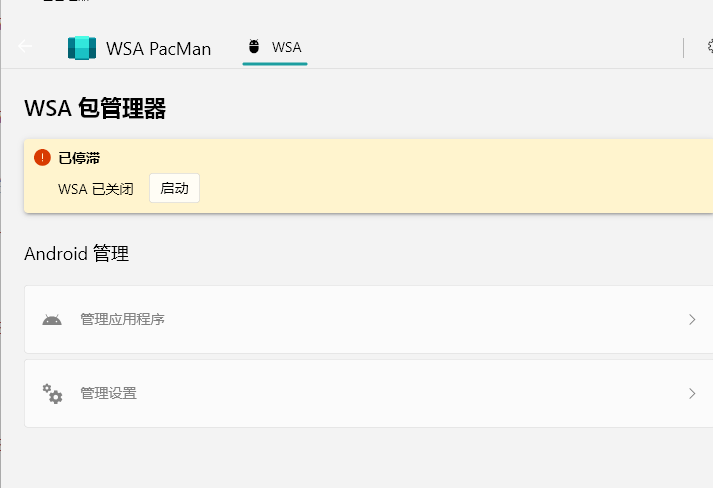 WSA PacMan
WSA
WSA 包管理器
已停滞
WSA 已关闭
启动
Android 管理
管理应用程序
管理设置